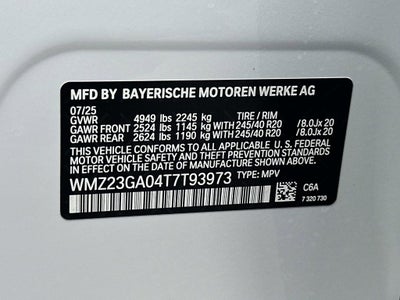 MFD BY BAYERISCHE MOTOREN WERKE AG
07/25
GVWR 4949 lbs 2245 kg TIRE / RIM
GAWR FRONT 2524 lbs 1145 kg WITH 245/40 R20 /8.0J x 20
GAWR REAR 2624 lbs 1190 kg WITH 245/40 R20 /8.0J x 20
THIS VEHICLE CONFORMS TO ALL APPLICABLE U. S. FEDERAL
MOTOR VEHICLE SAFETY AND THEFT PREVENTION STANDARDS
IN EFFECT ON THE DATE OF MANUFACTURE SHOWN ABOVE.
WMZ23GA04T7T93973 TYPE: MPV
C6A
7 320 730